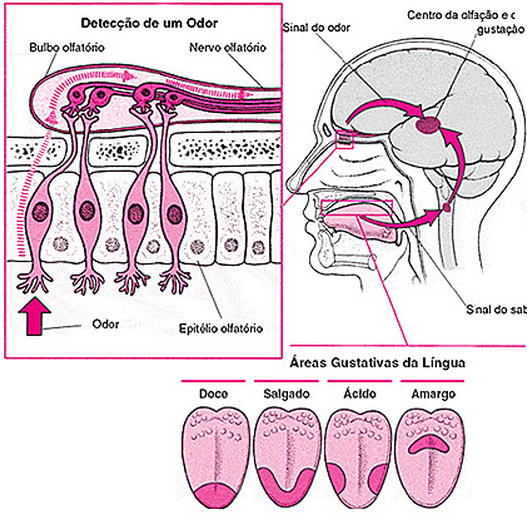 Detecção de um Odor
Bulbo olfatório
Nervo olfatório
Odor
Epitélio olfatório
Sinal do odor
Centro da olfação e
gustação
Sinal do
Áreas Gustativas da Língua
Doce
Salgado
Ácido
Amargo